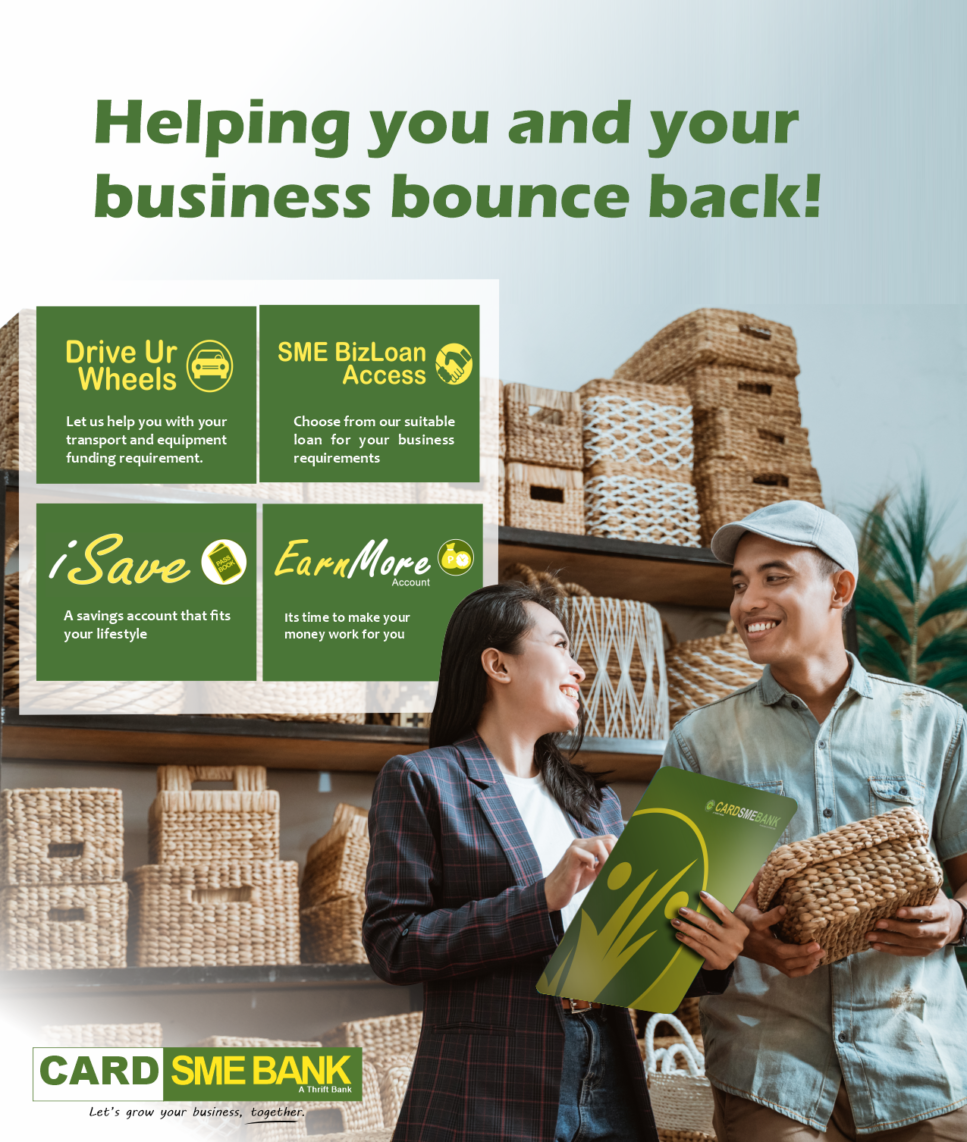 Helping you and your
business bounce back!
Drive Ur
Wheels
Let us help you with your
transport and equipment
funding requirement.
SME BizLoan
Access
Choose from our suitable
loan for your business
requirements
iSave
PASS
BOOK
A savings account that fits
your lifestyle
EarnMore
Account
Its time to make your
money work for you
CARDSMEBANK
CARD SME BANK
A Thrift Bank
Let's grow your business, together.